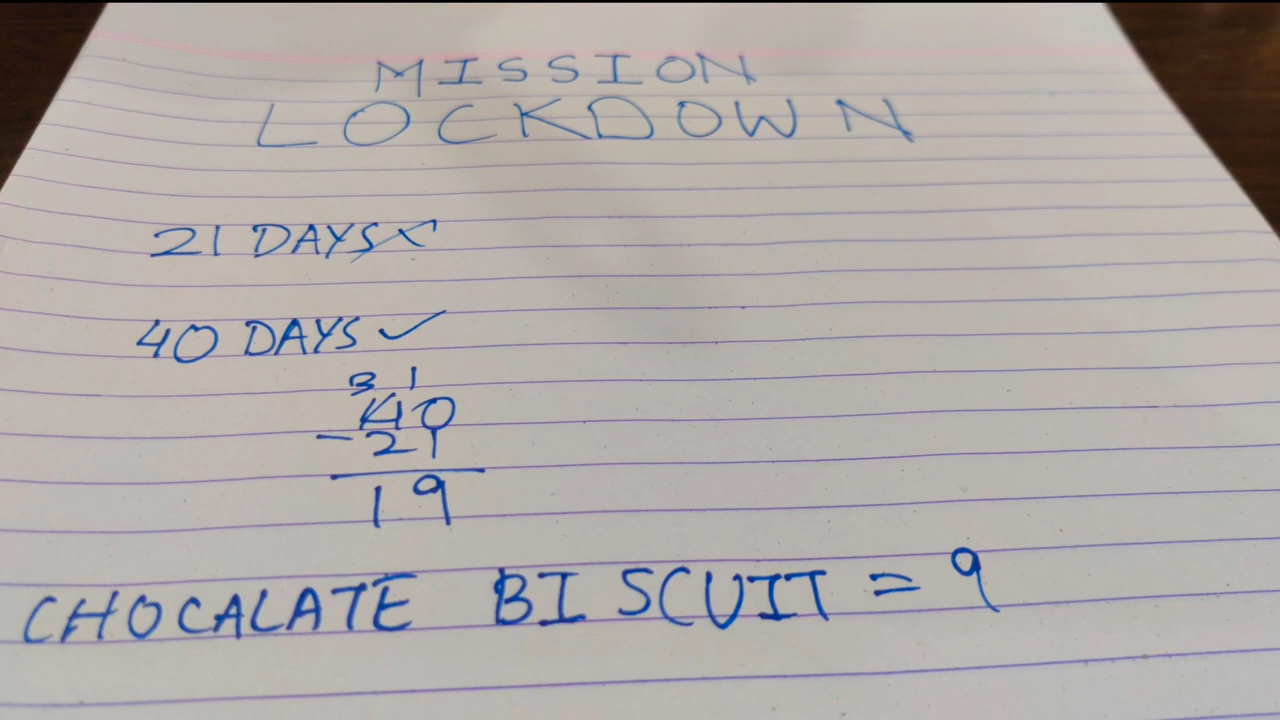 MISSION
LOCKDOWN
21 DAYS ✗
40 DAYS ✓
3 1
40
- 21
19
CHOCALATE BISCUIT = 9